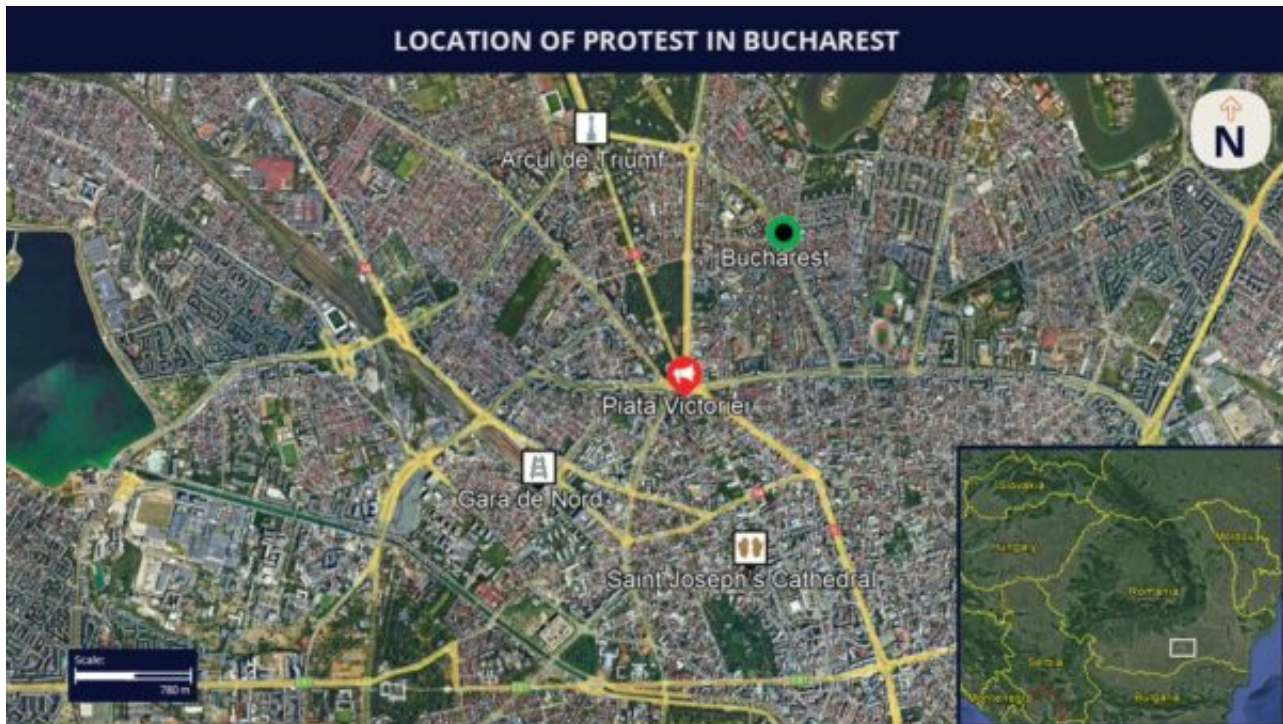 LOCATION OF PROTEST IN BUCHAREST
N
Arcul de Triumf
Bucharest
Piata Victoriei
Gara de Nord
Saint Joseph's Cathedral
Scale:
780 m
Slovakia
Hungary
Moldova
Romania
Serbia
Montenegro
Bulgaria